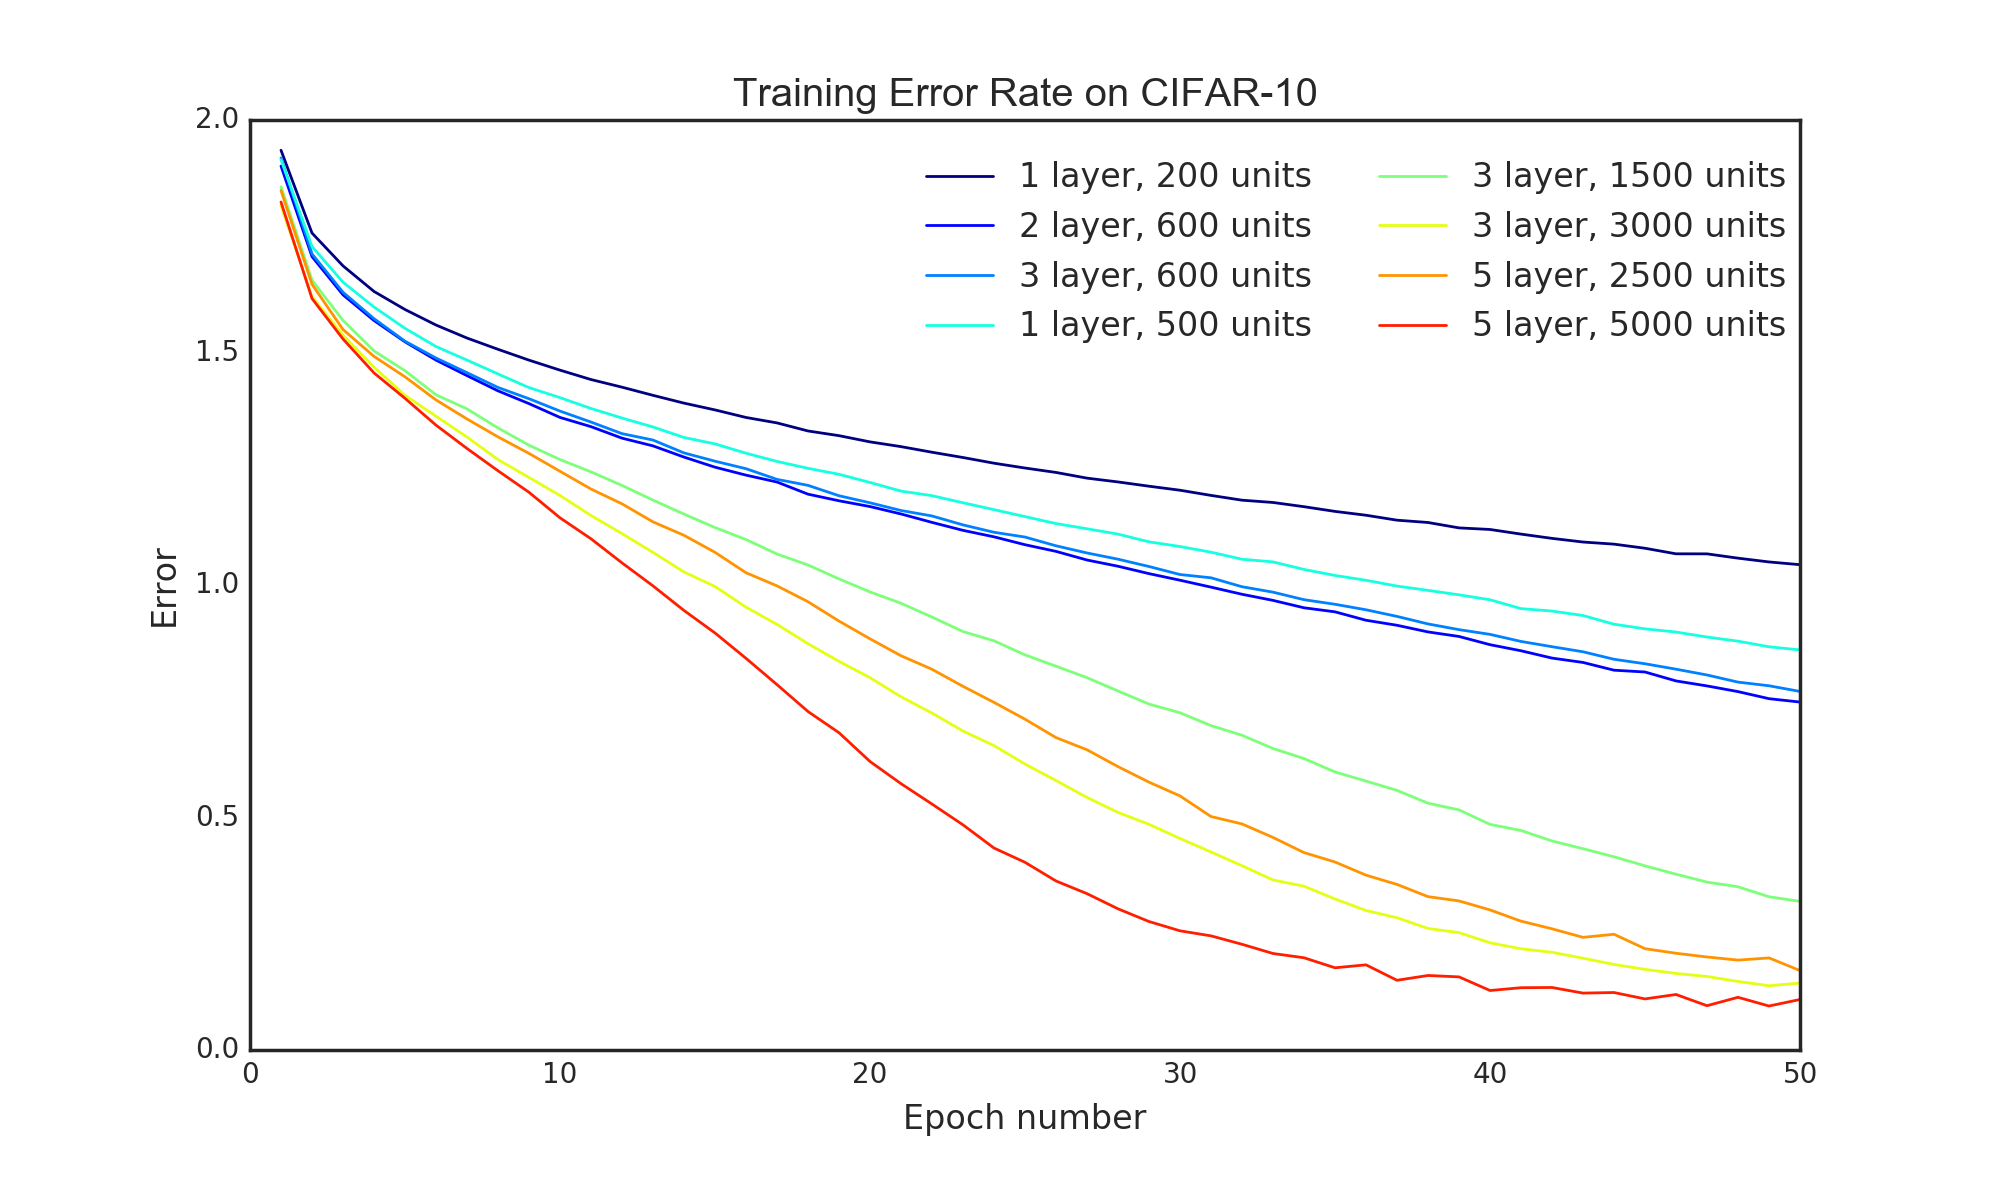 Training Error Rate on CIFAR-10
2.0
1.5
1.0
0.5
0.0
Error
1 layer, 200 units
2 layer, 600 units
3 layer, 600 units
1 layer, 500 units
3 layer, 1500 units
3 layer, 3000 units
5 layer, 2500 units
5 layer, 5000 units
0 10 20 30 40 50
Epoch number